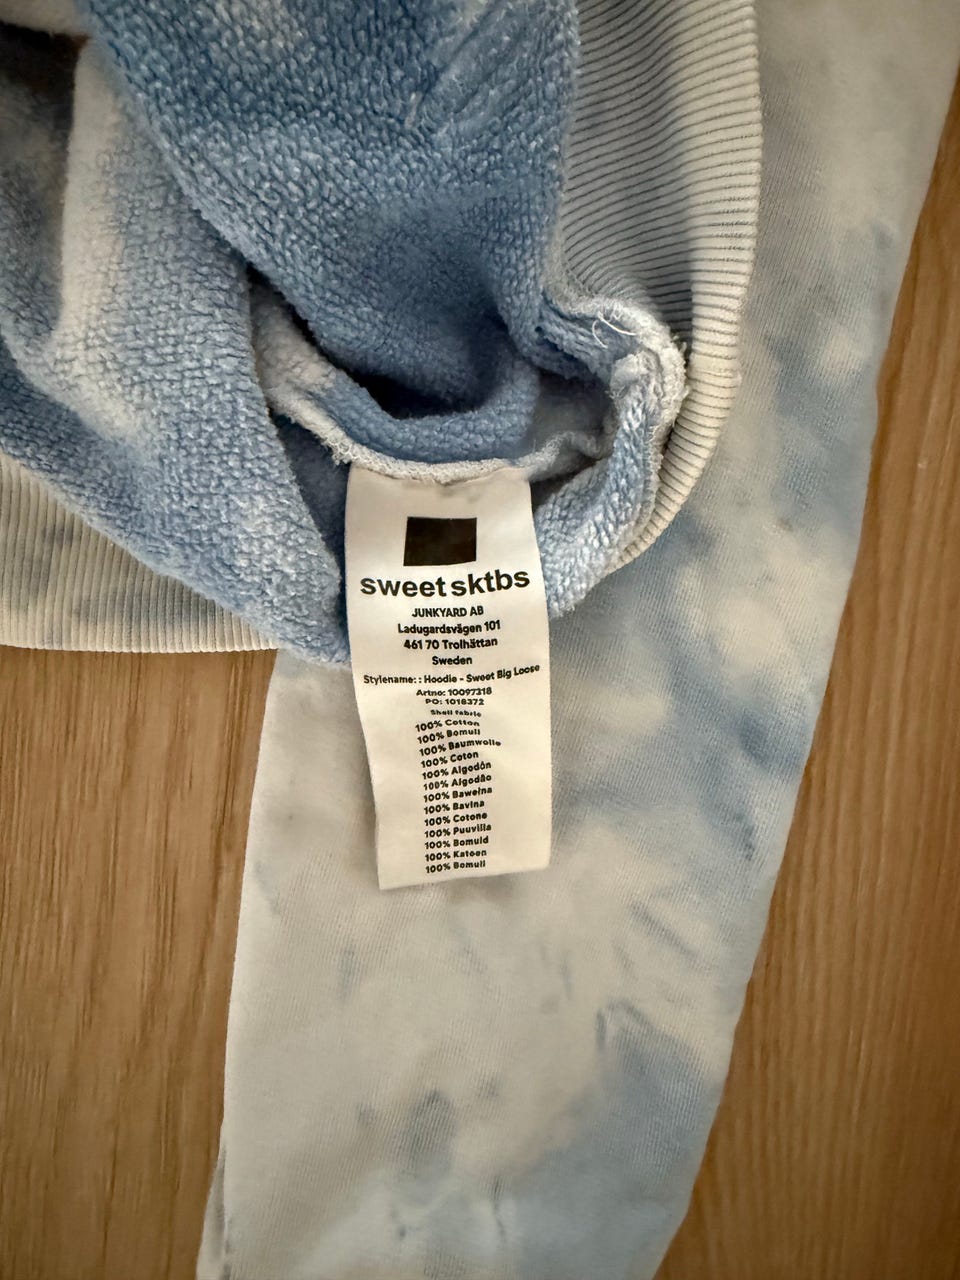 sweet sktbs
JUNKYARD AB
Ladugardsvägen 101
461 70 Trolhättan
Sweden
Stylename: : Hoodie - Sweet Big Loose
Artno: 10097318
PO: 1018372
Shell fabric
100% Cotton
100% Bomull
100% Baumwolle
100% Coton
100% Algodón
100% Algodão
100% Bawełna
100% Bavlna
100% Cotone
100% Puuvilla
100% Bomuld
100% Katoen
100% Bomull